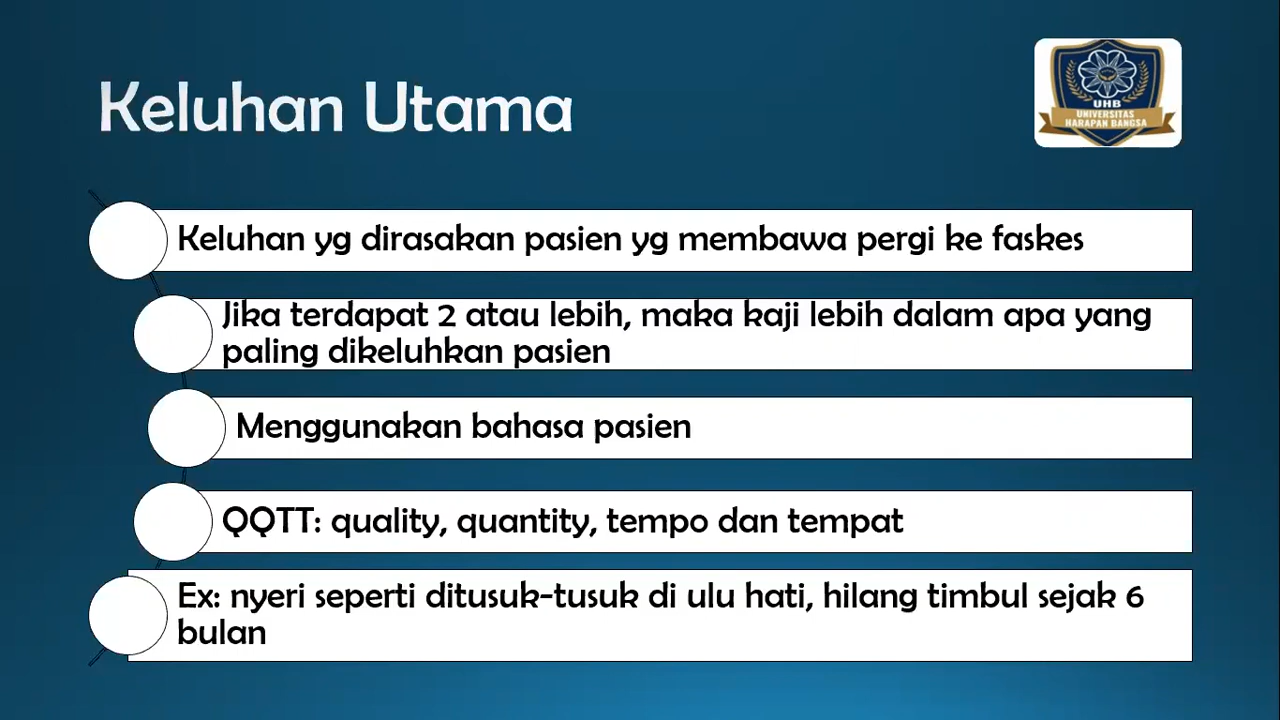 Keluhan Utama
UHB
UNIVERSITAS
HARAPAN BANGSA
Keluhan yg dirasakan pasien yg membawa pergi ke faskes
Jika terdapat 2 atau lebih, maka kaji lebih dalam apa yang
paling dikeluhkan pasien
Menggunakan bahasa pasien
QQTT: quality, quantity, tempo dan tempat
Ex: nyeri seperti ditusuk-tusuk di ulu hati, hilang timbul sejak 6
bulan